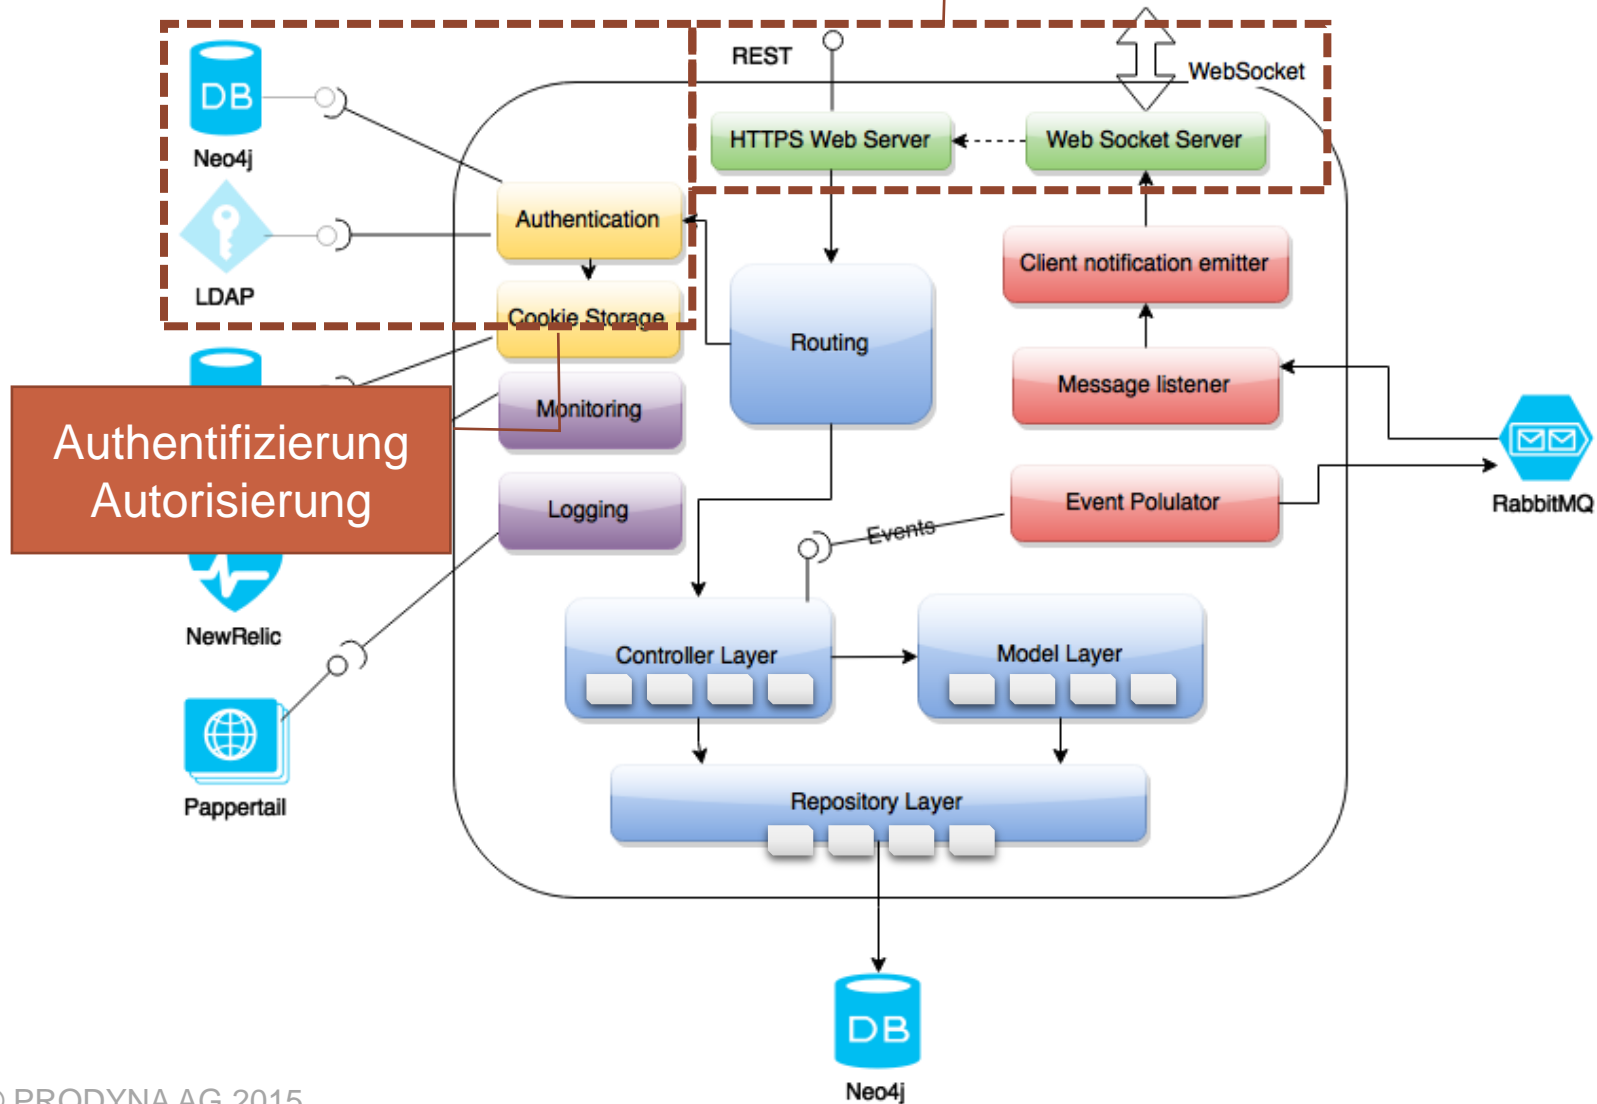 REST
WebSocket
DB
Neo4j
HTTPS Web Server
Web Socket Server
Authentication
LDAP
Client notification emitter
Cookie Storage
Routing
Message listener
Monitoring
Authentifizierung
Autorisierung
Logging
Event Polulator
RabbitMQ
Events
NewRelic
Controller Layer
Model Layer
Pappertail
Repository Layer
DB
Neo4j
PRODYNA AG 2015